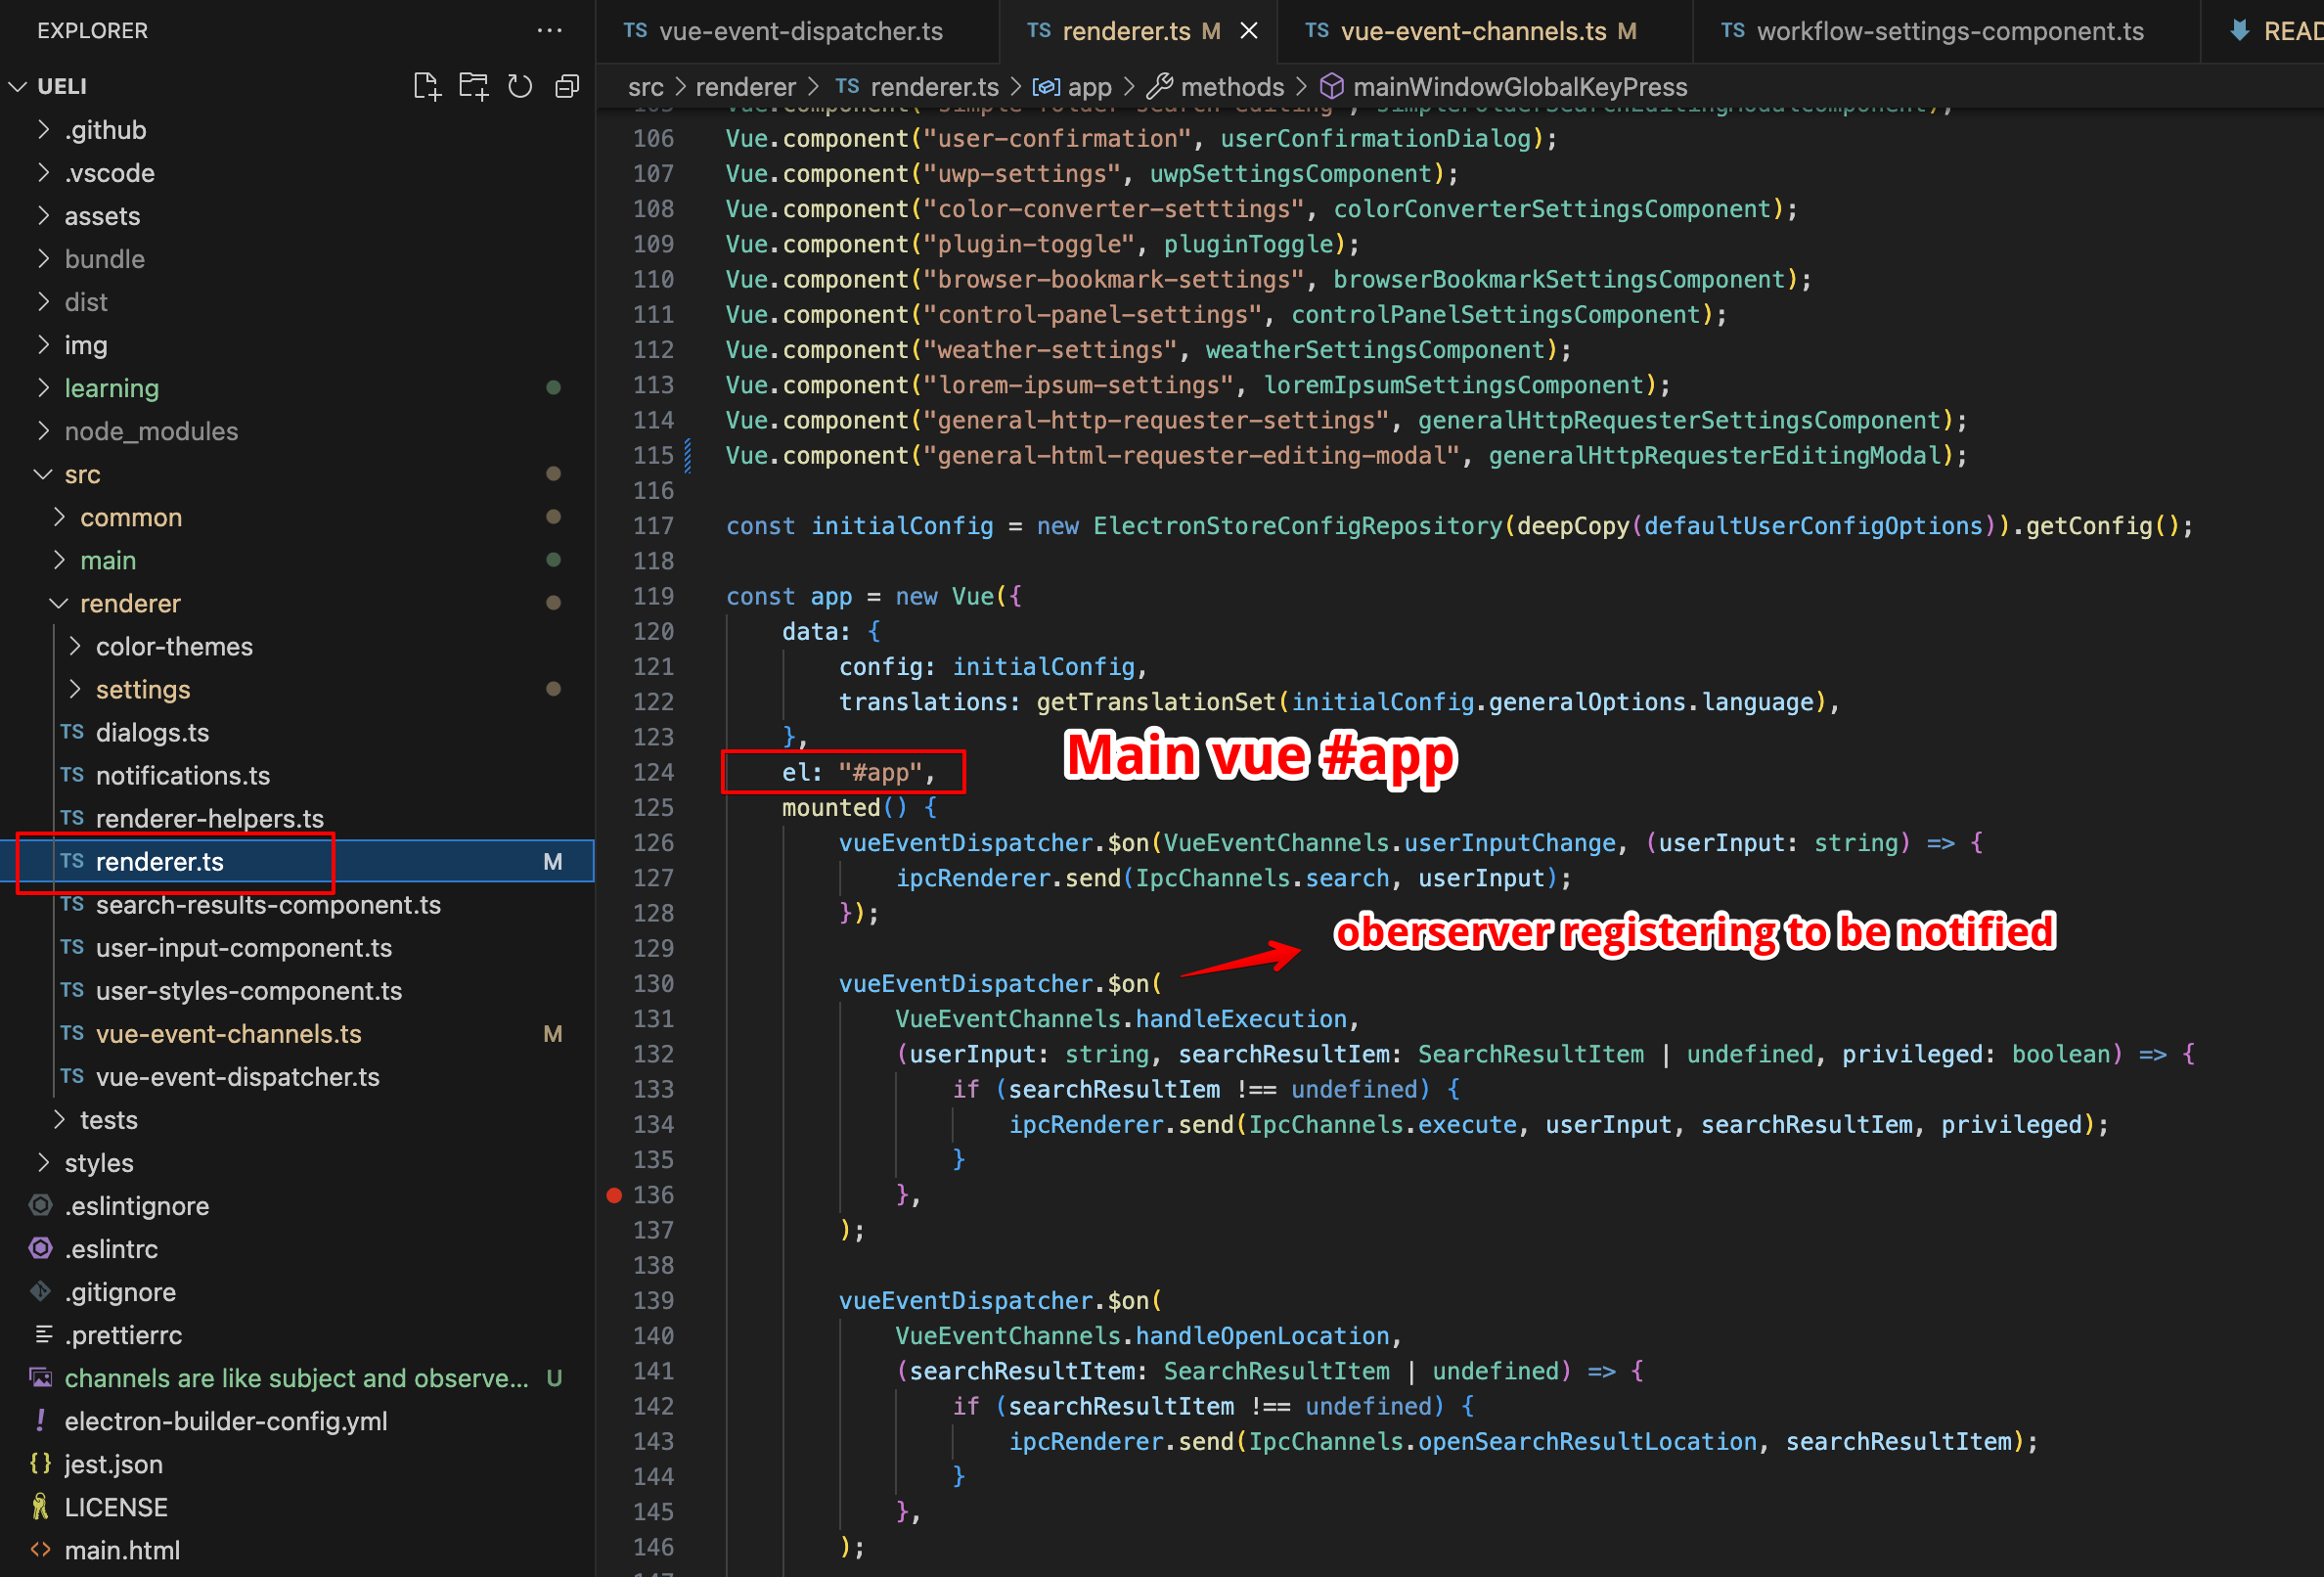 EXPLORER
UELI
.github
.vscode
assets
bundle
dist
img
learning
node_modules
src
common
main
renderer
color-themes
settings
TS dialogs.ts
TS notifications.ts
TS renderer-helpers.ts
TS renderer.ts M
TS search-results-component.ts
TS user-input-component.ts
TS user-styles-component.ts
TS vue-event-channels.ts M
TS vue-event-dispatcher.ts
tests
styles
.eslintignore
.eslintrc
.gitignore
.prettierrc
channels are like subject and observe... U
! electron-builder-config.yml
{} jest.json
LICENSE
<> main.html
TS vue-event-dispatcher.ts
TS renderer.ts M
TS vue-event-channels.ts M
TS workflow-settings-component.ts
src > renderer > TS renderer.ts > app > methods > mainWindowGlobalKeyPress
105 Vue.component("simple-folder-search-editing", simpleFolderSearchEditingModalComponent);
106 Vue.component("user-confirmation", userConfirmationDialog);
107 Vue.component("uwp-settings", uwpSettingsComponent);
108 Vue.component("color-converter-setttings", colorConverterSettingsComponent);
109 Vue.component("plugin-toggle", pluginToggle);
110 Vue.component("browser-bookmark-settings", browserBookmarkSettingsComponent);
111 Vue.component("control-panel-settings", controlPanelSettingsComponent);
112 Vue.component("weather-settings", weatherSettingsComponent);
113 Vue.component("lorem-ipsum-settings", loremIpsumSettingsComponent);
114 Vue.component("general-http-requester-settings", generalHttpRequesterSettingsComponent);
115 Vue.component("general-html-requester-editing-modal", generalHttpRequesterEditingModal);
116
117 const initialConfig = new ElectronStoreConfigRepository(deepCopy(defaultUserConfigOptions)).getConfig();
118
119 const app = new Vue({
120 data: {
121 config: initialConfig,
122 translations: getTranslationSet(initialConfig.generalOptions.language),
123 },
Main vue #app
124 el: "#app",
125 mounted() {
126 vueEventDispatcher.$on(VueEventChannels.userInputChange, (userInput: string) => {
127 ipcRenderer.send(IpcChannels.search, userInput);
128 });
oberserver registering to be notified
129
130 vueEventDispatcher.$on(
131 VueEventChannels.handleExecution,
132 (userInput: string, searchResultIem: SearchResultItem | undefined, privileged: boolean) => {
133 if (searchResultIem !== undefined) {
134 ipcRenderer.send(IpcChannels.execute, userInput, searchResultIem, privileged);
135 }
136 },
137 );
138
139 vueEventDispatcher.$on(
140 VueEventChannels.handleOpenLocation,
141 (searchResultItem: SearchResultItem | undefined) => {
142 if (searchResultItem !== undefined) {
143 ipcRenderer.send(IpcChannels.openSearchResultLocation, searchResultItem);
144 }
145 },
146 );